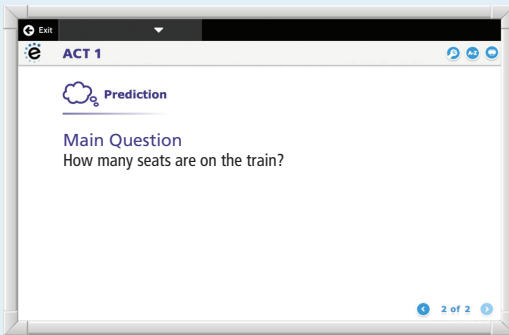 Exit
ë ACT 1
A-Z
Prediction
Main Question
How many seats are on the train?
2 of 2